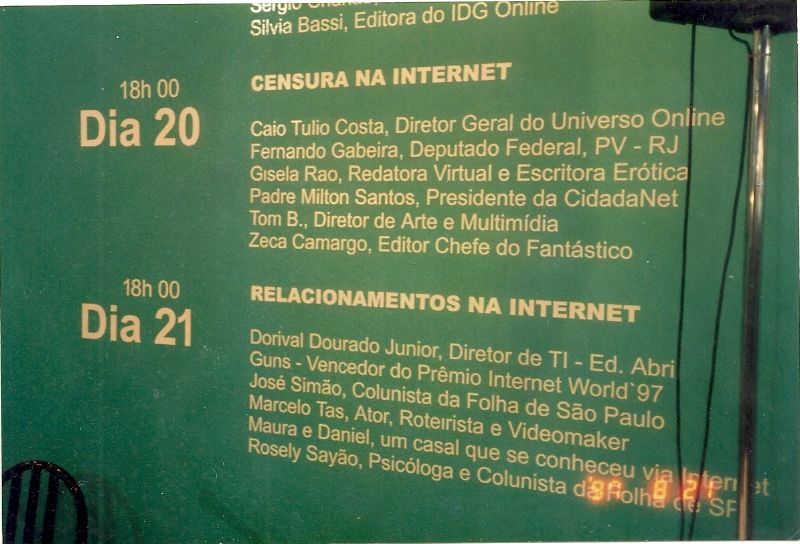 Sergio
Silvia Bassi, Editora do IDG Online
18h 00
Dia 20
CENSURA NA INTERNET
Caio Tulio Costa, Diretor Geral do Universo Online
Fernando Gabeira, Deputado Federal, PV - RJ
Gisela Rao, Redatora Virtual e Escritora Erótica
Padre Milton Santos, Presidente da CidadaNet
Tom B., Diretor de Arte e Multimídia
Zeca Camargo, Editor Chefe do Fantástico
18h 00
Dia 21
RELACIONAMENTOS NA INTERNET
Dorival Dourado Junior, Diretor de TI - Ed. Abri
Guns - Vencedor do Prêmio Internet World`97
José Simão, Colunista da Folha de São Paulo
Marcelo Tas, Ator, Roteirista e Videomaker
Maura e Daniel, um casal que se conheceu via Internet
Rosely Sayão, Psicóloga e Colunista da Folha de SP
8 21